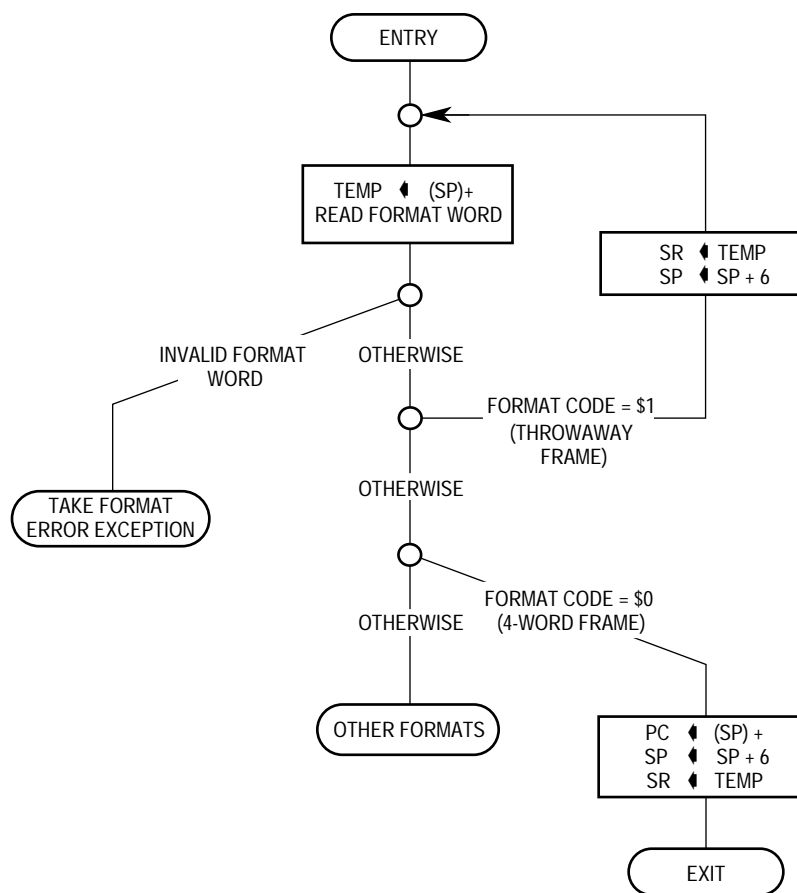 ENTRY
TEMP (SP)+
READ FORMAT WORD
SR TEMP
SP SP + 6
INVALID FORMAT
WORD
OTHERWISE
FORMAT CODE = $1
(THROWAWAY
FRAME)
TAKE FORMAT
ERROR EXCEPTION
OTHERWISE
FORMAT CODE = $0
(4-WORD FRAME)
OTHERWISE
OTHER FORMATS
PC (SP) +
SP SP + 6
SR TEMP
EXIT